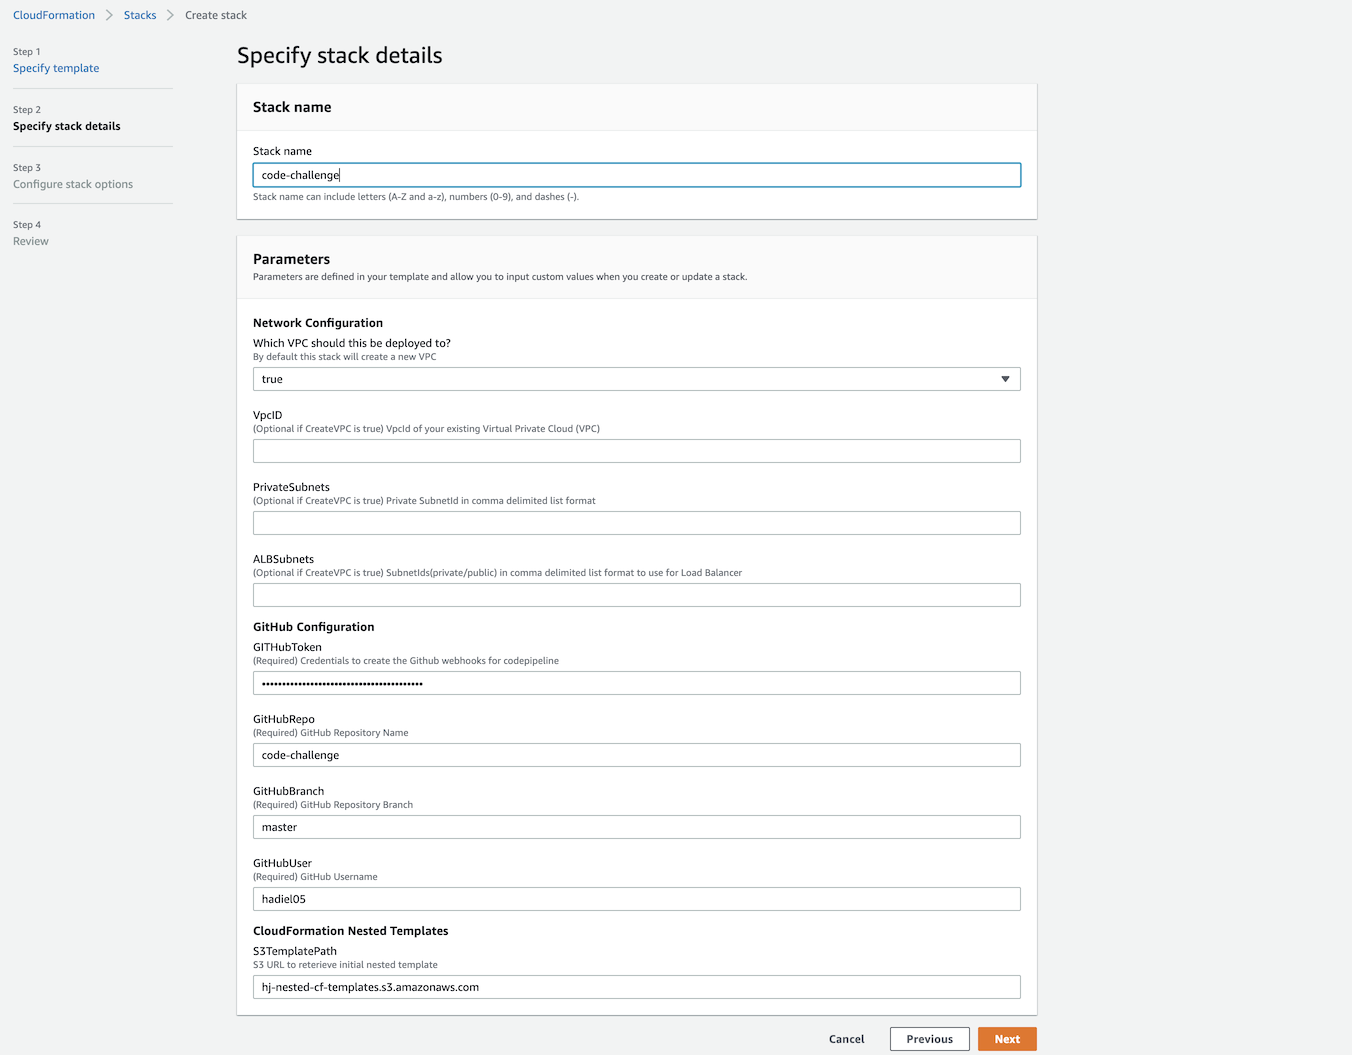 CloudFormation > Stacks > Create stack
Step 1
Specify template
Step 2
Specify stack details
Step 3
Configure stack options
Step 4
Review
Specify stack details
Stack name
Stack name
code-challenge
Stack name can include letters (A-Z and a-z), numbers (0-9), and dashes (-).
Parameters
Parameters are defined in your template and allow you to input custom values when you create or update a stack.
Network Configuration
Which VPC should this be deployed to?
By default this stack will create a new VPC
true
VpcID
(Optional if CreateVPC is true) VpcId of your existing Virtual Private Cloud (VPC)
PrivateSubnets
(Optional if CreateVPC is true) Private SubnetId in comma delimited list format
ALBSubnets
(Optional if CreateVPC is true) SubnetIds(private/public) in comma delimited list format to use for Load Balancer
GitHub Configuration
GITHubToken
(Required) Credentials to create the Github webhooks for codepipeline
••••••••••••••••••••••••••••••••••••••••
GitHubRepo
(Required) GitHub Repository Name
code-challenge
GitHubBranch
(Required) GitHub Repository Branch
master
GitHubUser
(Required) GitHub Username
hadiel05
CloudFormation Nested Templates
S3TemplatePath
S3 URL to reterieve initial nested template
hj-nested-cf-templates.s3.amazonaws.com
Cancel
Previous
Next